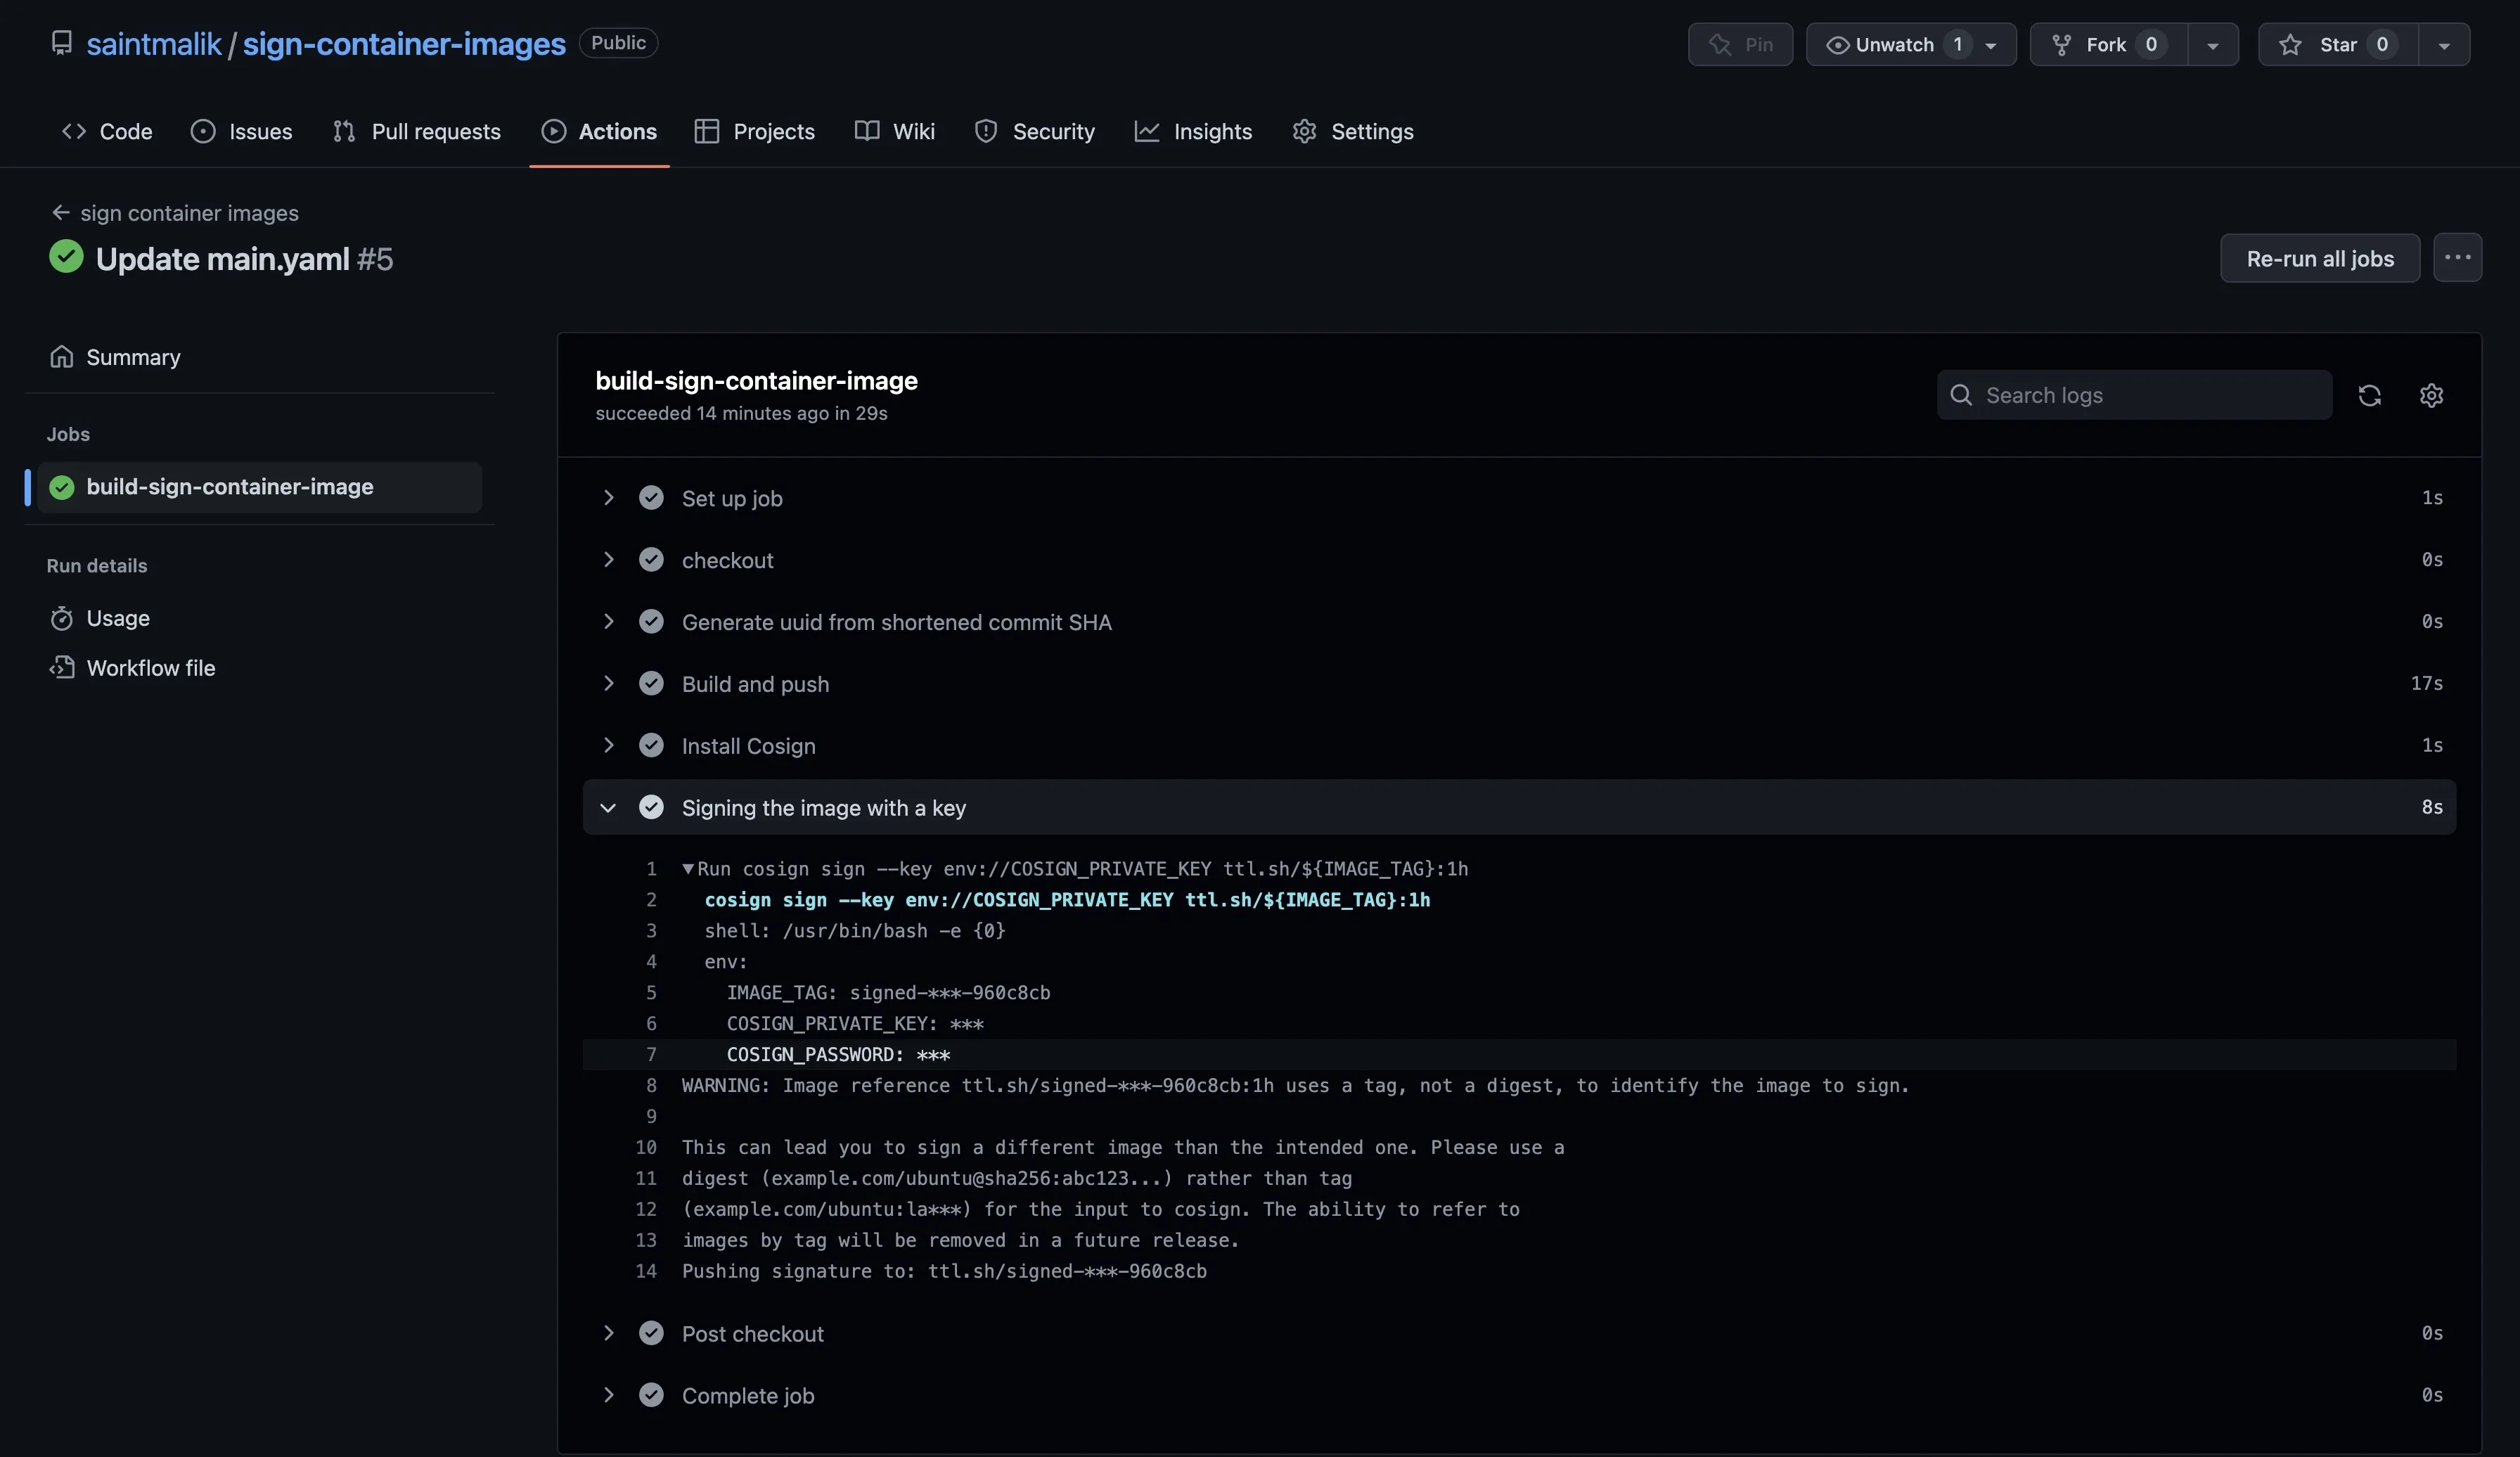 saintmalik / sign-container-images Public
Pin Unwatch 1 Fork 0 Star 0
Code Issues Pull requests Actions Projects Wiki Security Insights Settings
sign container images
Update main.yaml #5
Re-run all jobs
Summary
Jobs
build-sign-container-image
Run details
Usage
Workflow file
build-sign-container-image
succeeded 14 minutes ago in 29s
Search logs
Set up job 1s
checkout 0s
Generate uuid from shortened commit SHA 0s
Build and push 17s
Install Cosign 1s
Signing the image with a key 8s
1 ▼Run cosign sign --key env://COSIGN_PRIVATE_KEY ttl.sh/${IMAGE_TAG}:1h
2 cosign sign --key env://COSIGN_PRIVATE_KEY ttl.sh/${IMAGE_TAG}:1h
3 shell: /usr/bin/bash -e {0}
4 env:
5 IMAGE_TAG: signed-***-960c8cb
6 COSIGN_PRIVATE_KEY: ***
7 COSIGN_PASSWORD: ***
8 WARNING: Image reference ttl.sh/signed-***-960c8cb:1h uses a tag, not a digest, to identify the image to sign.
9
10 This can lead you to sign a different image than the intended one. Please use a
11 digest (example.com/ubuntu@sha256:abc123...) rather than tag
12 (example.com/ubuntu:la***) for the input to cosign. The ability to refer to
13 images by tag will be removed in a future release.
14 Pushing signature to: ttl.sh/signed-***-960c8cb
Post checkout 0s
Complete job 0s